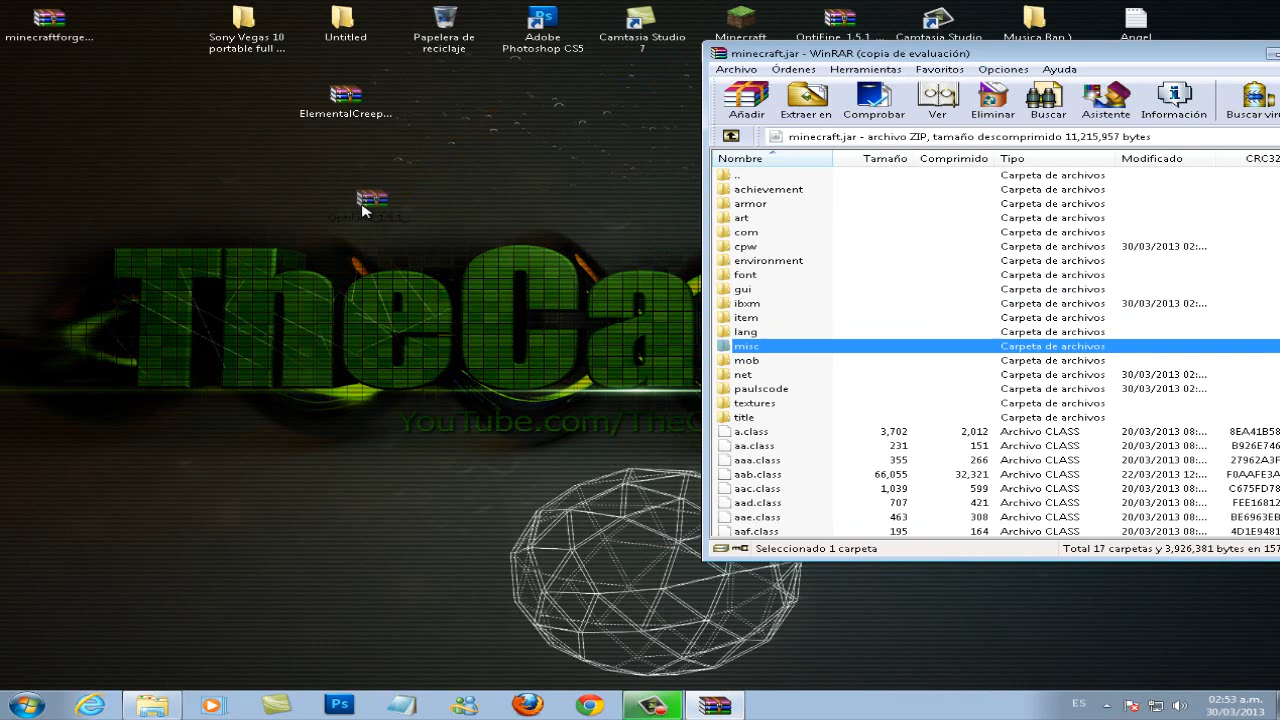 minecraftforge...
Sony Vegas 10
portable full ...
Untitled
Papelera de
reciclaje
Adobe
Photoshop CS5
Camtasia Studio
7
Minecraft
OptiFine_1.5.1_...
Camtasia Studio
Musica Rap )
Angel
ElementalCreep...
OptiFine_1.5.1_...
TheCa
YouTube.com/TheC
minecraft.jar - WinRAR (copia de evaluación)
Archivo Órdenes Herramientas Favoritos Opciones Ayuda
Añadir Extraer en Comprobar Ver Eliminar Buscar Asistente Información Buscar viru
minecraft.jar - archivo ZIP, tamaño descomprimido 11,215,957 bytes
Nombre Tamaño Comprimido Tipo Modificado CRC32
.. Carpeta de archivos
achievement Carpeta de archivos
armor Carpeta de archivos
art Carpeta de archivos
com Carpeta de archivos
cpw Carpeta de archivos 30/03/2013 02:...
environment Carpeta de archivos
font Carpeta de archivos
gui Carpeta de archivos
ibxm Carpeta de archivos 30/03/2013 02:...
item Carpeta de archivos
lang Carpeta de archivos
misc Carpeta de archivos
mob Carpeta de archivos
net Carpeta de archivos 30/03/2013 02:...
paulscode Carpeta de archivos 30/03/2013 02:...
textures Carpeta de archivos
title Carpeta de archivos
a.class 3,702 2,012 Archivo CLASS 20/03/2013 08:... 8EA41B58
aa.class 231 151 Archivo CLASS 20/03/2013 08:... B926E746
aaa.class 355 266 Archivo CLASS 20/03/2013 08:... 27962A3F
aab.class 66,055 32,321 Archivo CLASS 22/03/2013 12:... F0AAFE3A
aac.class 1,039 599 Archivo CLASS 20/03/2013 08:... C675FD78
aad.class 707 421 Archivo CLASS 20/03/2013 08:... FEE16812
aae.class 463 308 Archivo CLASS 20/03/2013 08:... BE6963EB
aaf.class 195 164 Archivo CLASS 20/03/2013 08:... 4D1E9481
Seleccionado 1 carpeta Total 17 carpetas y 3,926,381 bytes en 157
ES
02:53 a.m.
30/03/2013